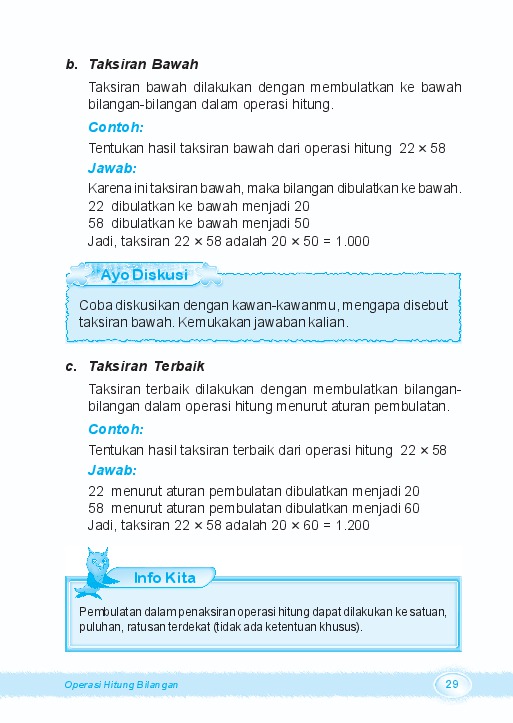 b. Taksiran Bawah
Taksiran bawah dilakukan dengan membulatkan ke bawah
bilangan-bilangan dalam operasi hitung.
Contoh:
Tentukan hasil taksiran bawah dari operasi hitung 22 × 58
Jawab:
Karena ini taksiran bawah, maka bilangan dibulatkan ke bawah.
22 dibulatkan ke bawah menjadi 20
58 dibulatkan ke bawah menjadi 50
Jadi, taksiran 22 × 58 adalah 20 × 50 = 1.000
Ayo Diskusi
Coba diskusikan dengan kawan-kawanmu, mengapa disebut
taksiran bawah. Kemukakan jawaban kalian.
c. Taksiran Terbaik
Taksiran terbaik dilakukan dengan membulatkan bilangan-
bilangan dalam operasi hitung menurut aturan pembulatan.
Contoh:
Tentukan hasil taksiran terbaik dari operasi hitung 22 × 58
Jawab:
22 menurut aturan pembulatan dibulatkan menjadi 20
58 menurut aturan pembulatan dibulatkan menjadi 60
Jadi, taksiran 22 × 58 adalah 20 × 60 = 1.200
Info Kita
Pembulatan dalam penaksiran operasi hitung dapat dilakukan ke satuan,
puluhan, ratusan terdekat (tidak ada ketentuan khusus).
Operasi Hitung Bilangan
29